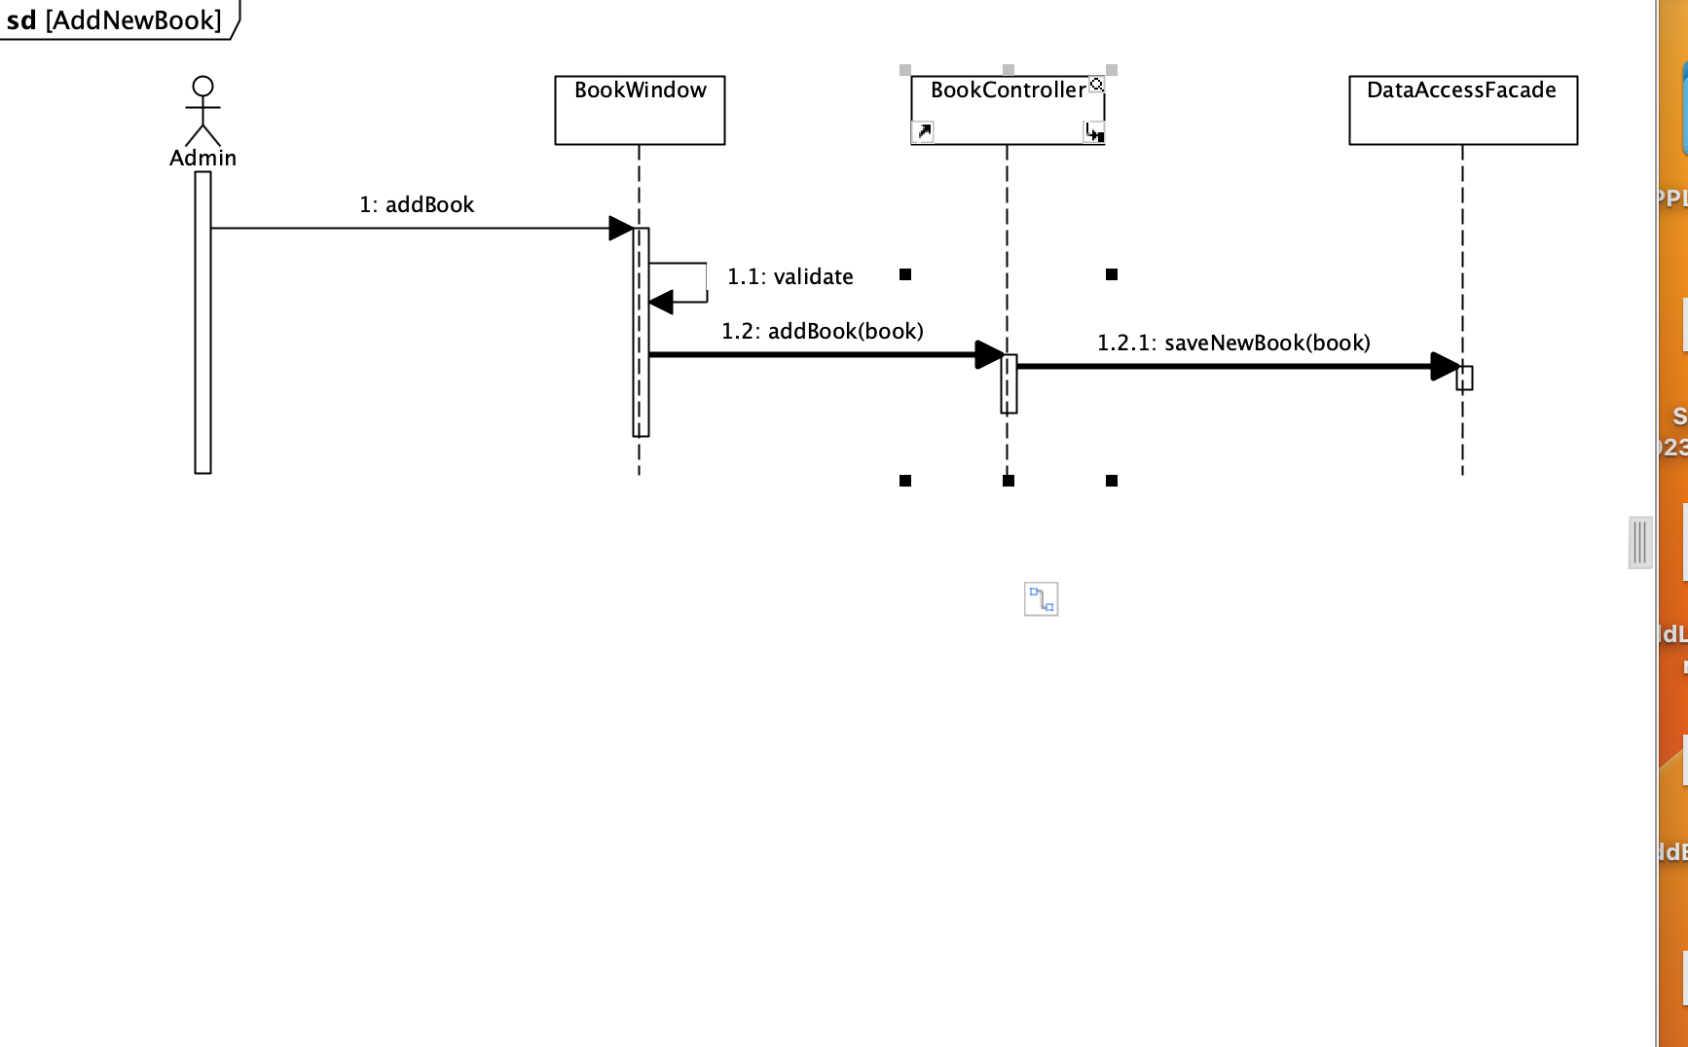 sd [AddNewBook]
Admin
BookWindow
BookController
DataAccessFacade
1: addBook
1.1: validate
1.2: addBook(book)
1.2.1: saveNewBook(book)